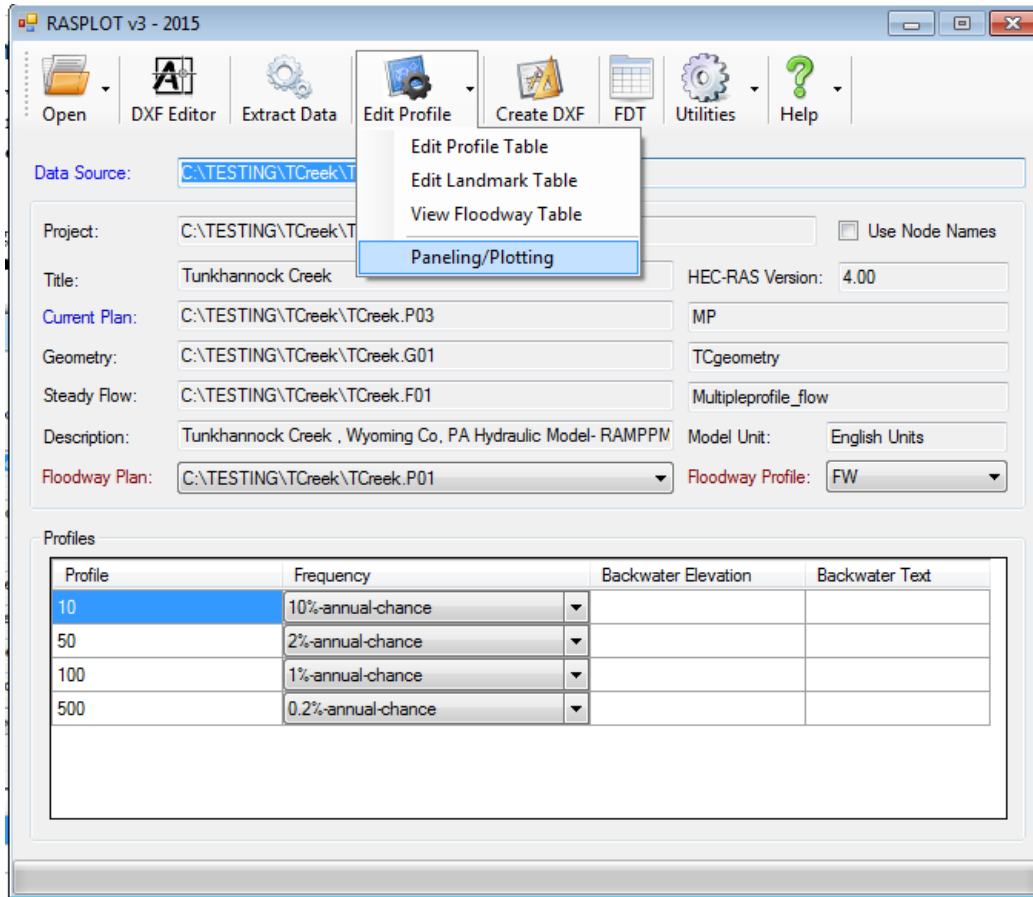 RASPLOT v3 - 2015
Open DXF Editor Extract Data Edit Profile Create DXF FDT Utilities Help
Edit Profile Table
Edit Landmark Table
View Floodway Table
Paneling/Plotting
Data Source: C:\TESTING\TCreek\T
Project: C:\TESTING\TCreek\T Use Node Names
Title: Tunkhannock Creek HEC-RAS Version: 4.00
Current Plan: C:\TESTING\TCreek\TCreek.P03 MP
Geometry: C:\TESTING\TCreek\TCreek.G01 TCgeometry
Steady Flow: C:\TESTING\TCreek\TCreek.F01 Multipleprofile_flow
Description: Tunkhannock Creek , Wyoming Co, PA Hydraulic Model- RAMPPM Model Unit: English Units
Floodway Plan: C:\TESTING\TCreek\TCreek.P01 Floodway Profile: FW
Profiles
Profile Frequency Backwater Elevation Backwater Text
10 10%-annual-chance
50 2%-annual-chance
100 1%-annual-chance
500 0.2%-annual-chance